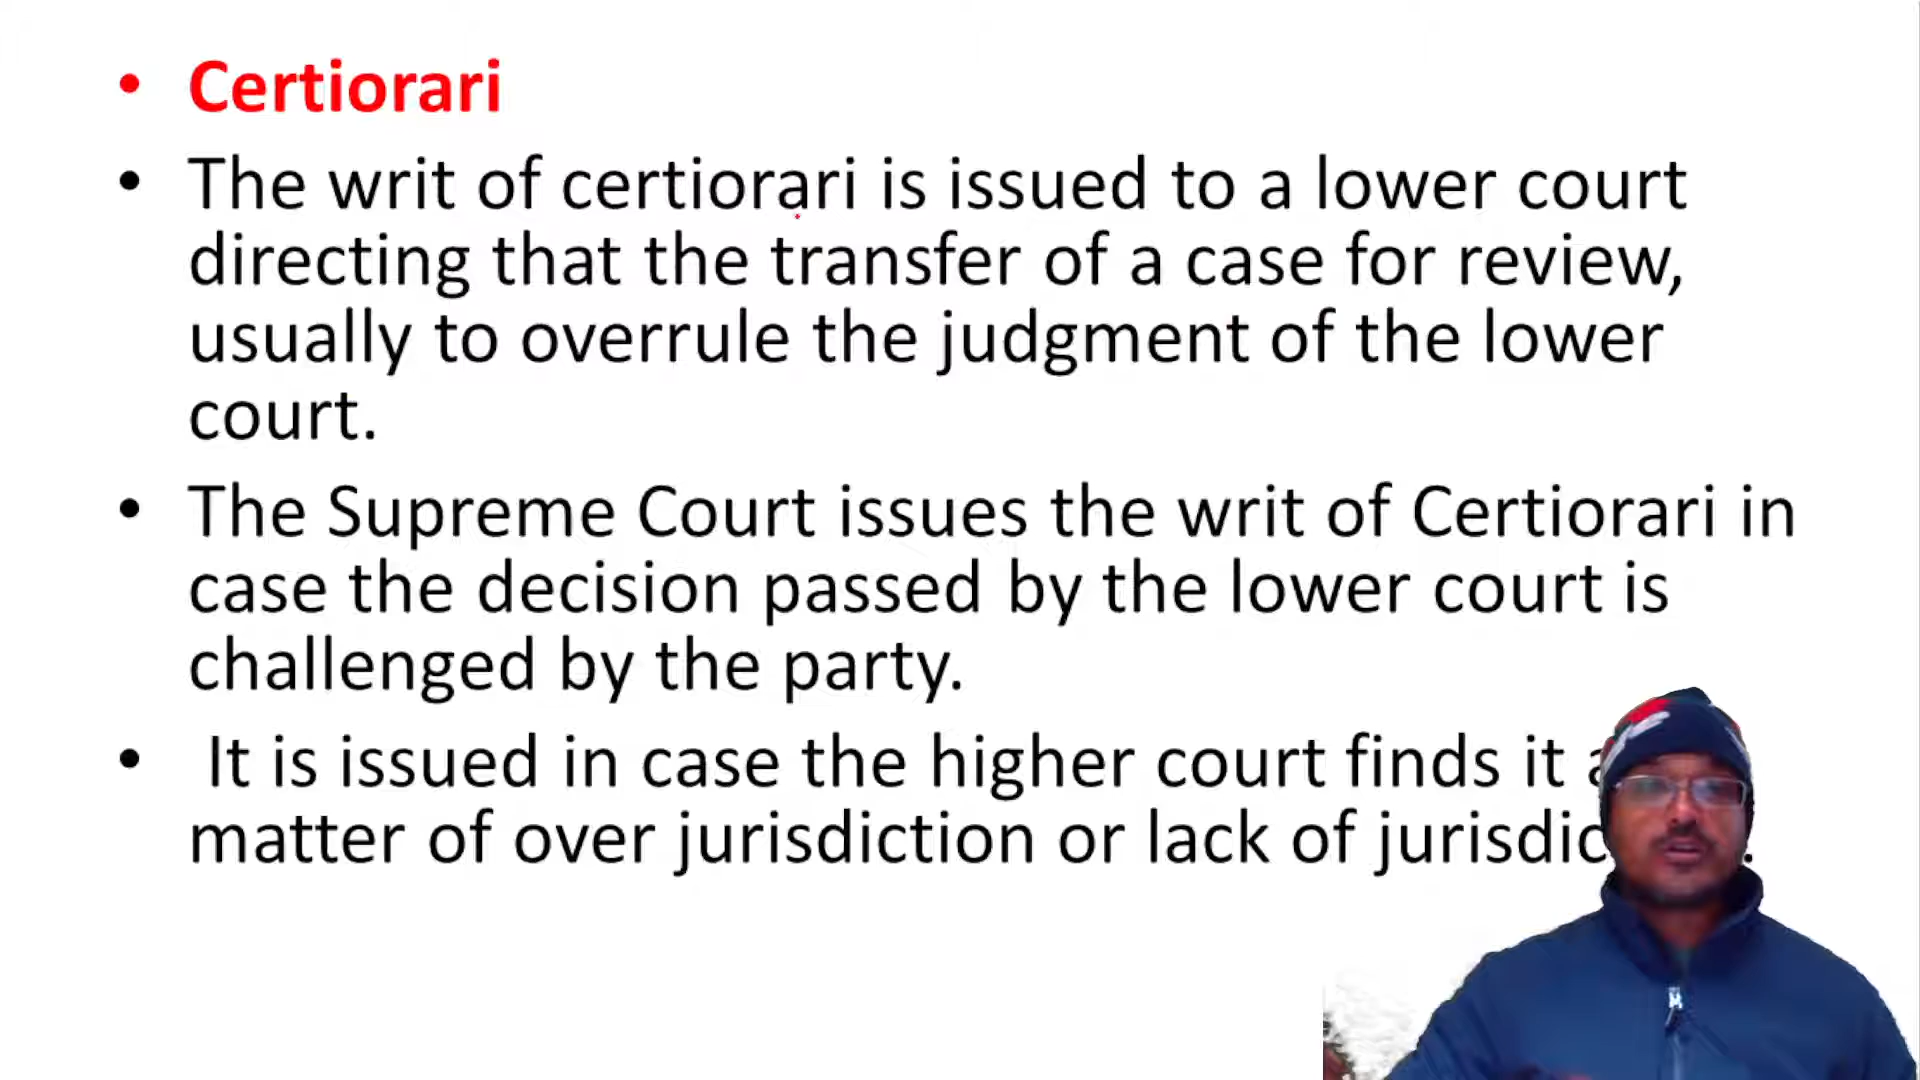 • Certiorari
• The writ of certiorari is issued to a lower court
directing that the transfer of a case for review,
usually to overrule the judgment of the lower
court.
• The Supreme Court issues the writ of Certiorari in
case the decision passed by the lower court is
challenged by the party.
• It is issued in case the higher court finds it
matter of over jurisdiction or lack of